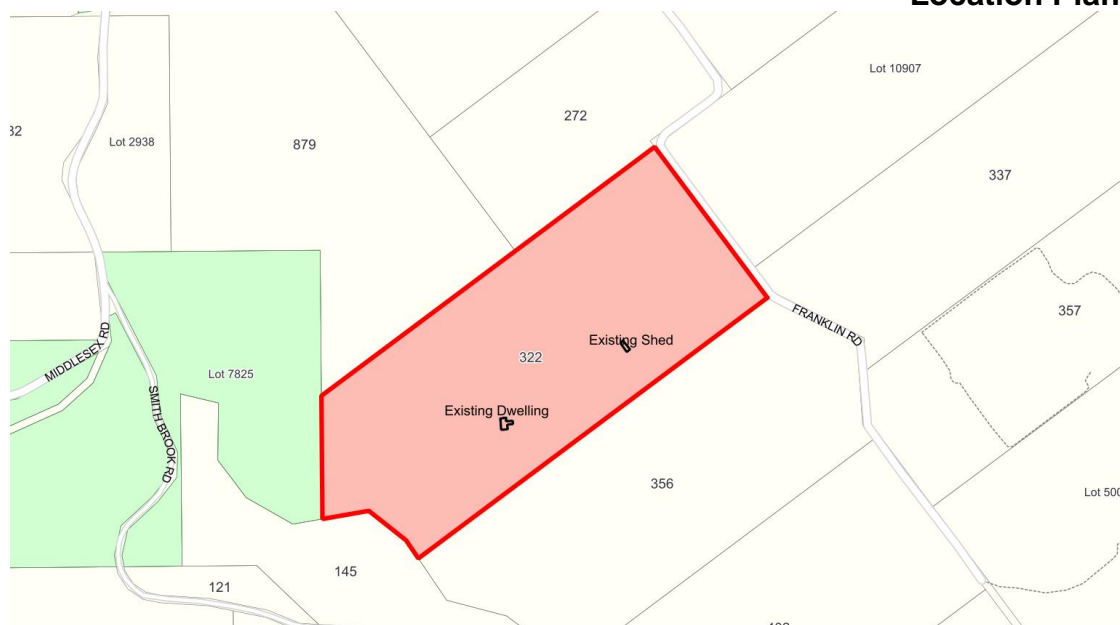 Location Plan
Lot 10907
272
32
Lot 2938
879
337
357
FRANKLIN RD
Existing Shed
MIDDLESEX RD
322
Lot 7825
Existing Dwelling
SMITH BROOK RD
356
Lot 500
145
121